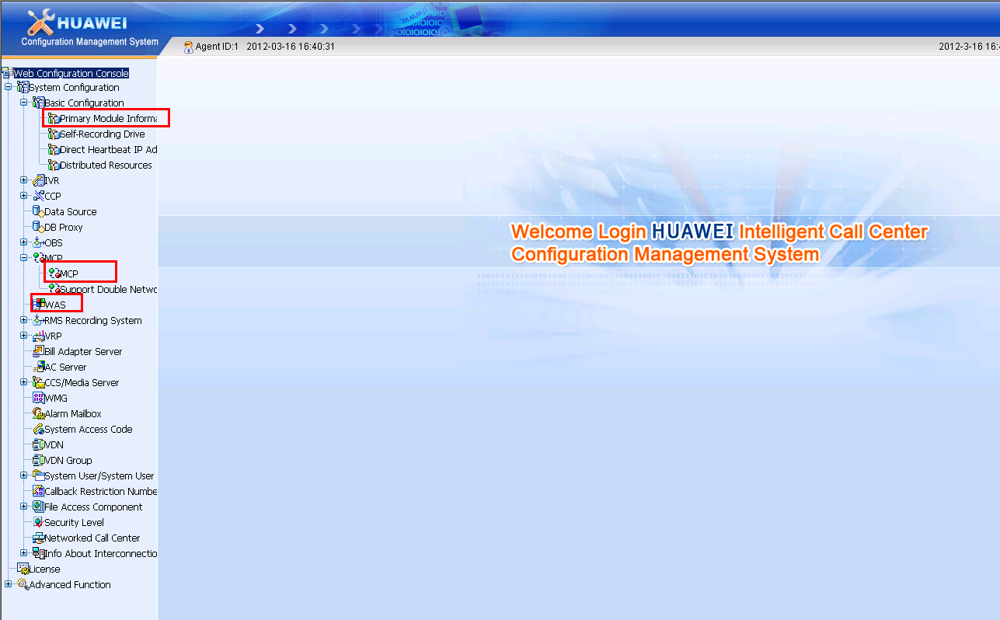 HUAWEI
Configuration Management System
Agent ID:1 2012-03-16 16:40:31
2012-3-16 16:
Web Configuration Console
System Configuration
Basic Configuration
Primary Module Informa
Self-Recording Drive
Direct Heartbeat IP Ad
Distributed Resources
IVR
CCP
Data Source
DB Proxy
OBS
MCP
MCP
Support Double Netwo
WAS
RMS Recording System
VRP
Bill Adapter Server
AC Server
CCS/Media Server
WMG
Alarm Mailbox
System Access Code
VDN
VDN Group
System User/System User
Callback Restriction Numbe
File Access Component
Security Level
Networked Call Center
Info About Interconnectio
License
Advanced Function
Welcome Login HUAWEI Intelligent Call Center
Configuration Management System